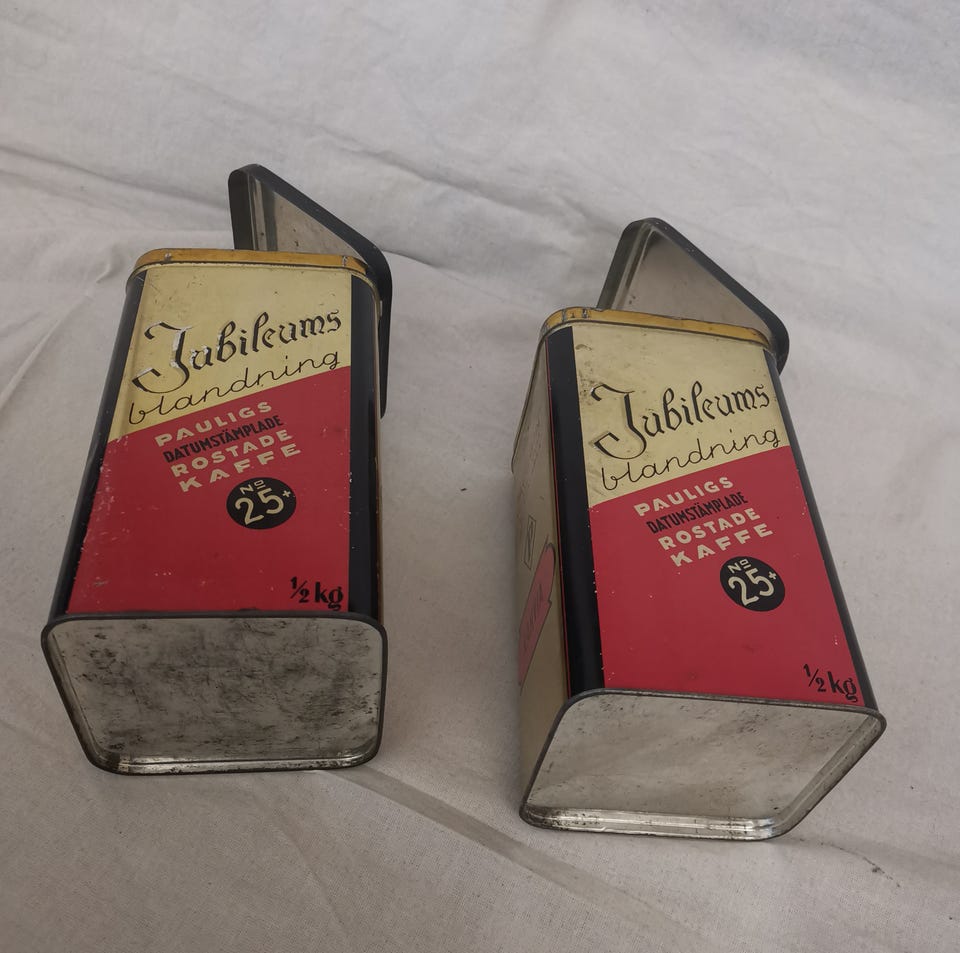 Jubileums
blandning
PAULIGS
DATUMSTÄMPLADE
ROSTADE
KAFFE
No
25+
1/2 kg
Jubileums
blandning
PAULIGS
DATUMSTÄMPLADE
ROSTADE
KAFFE
No
25+
1/2 kg